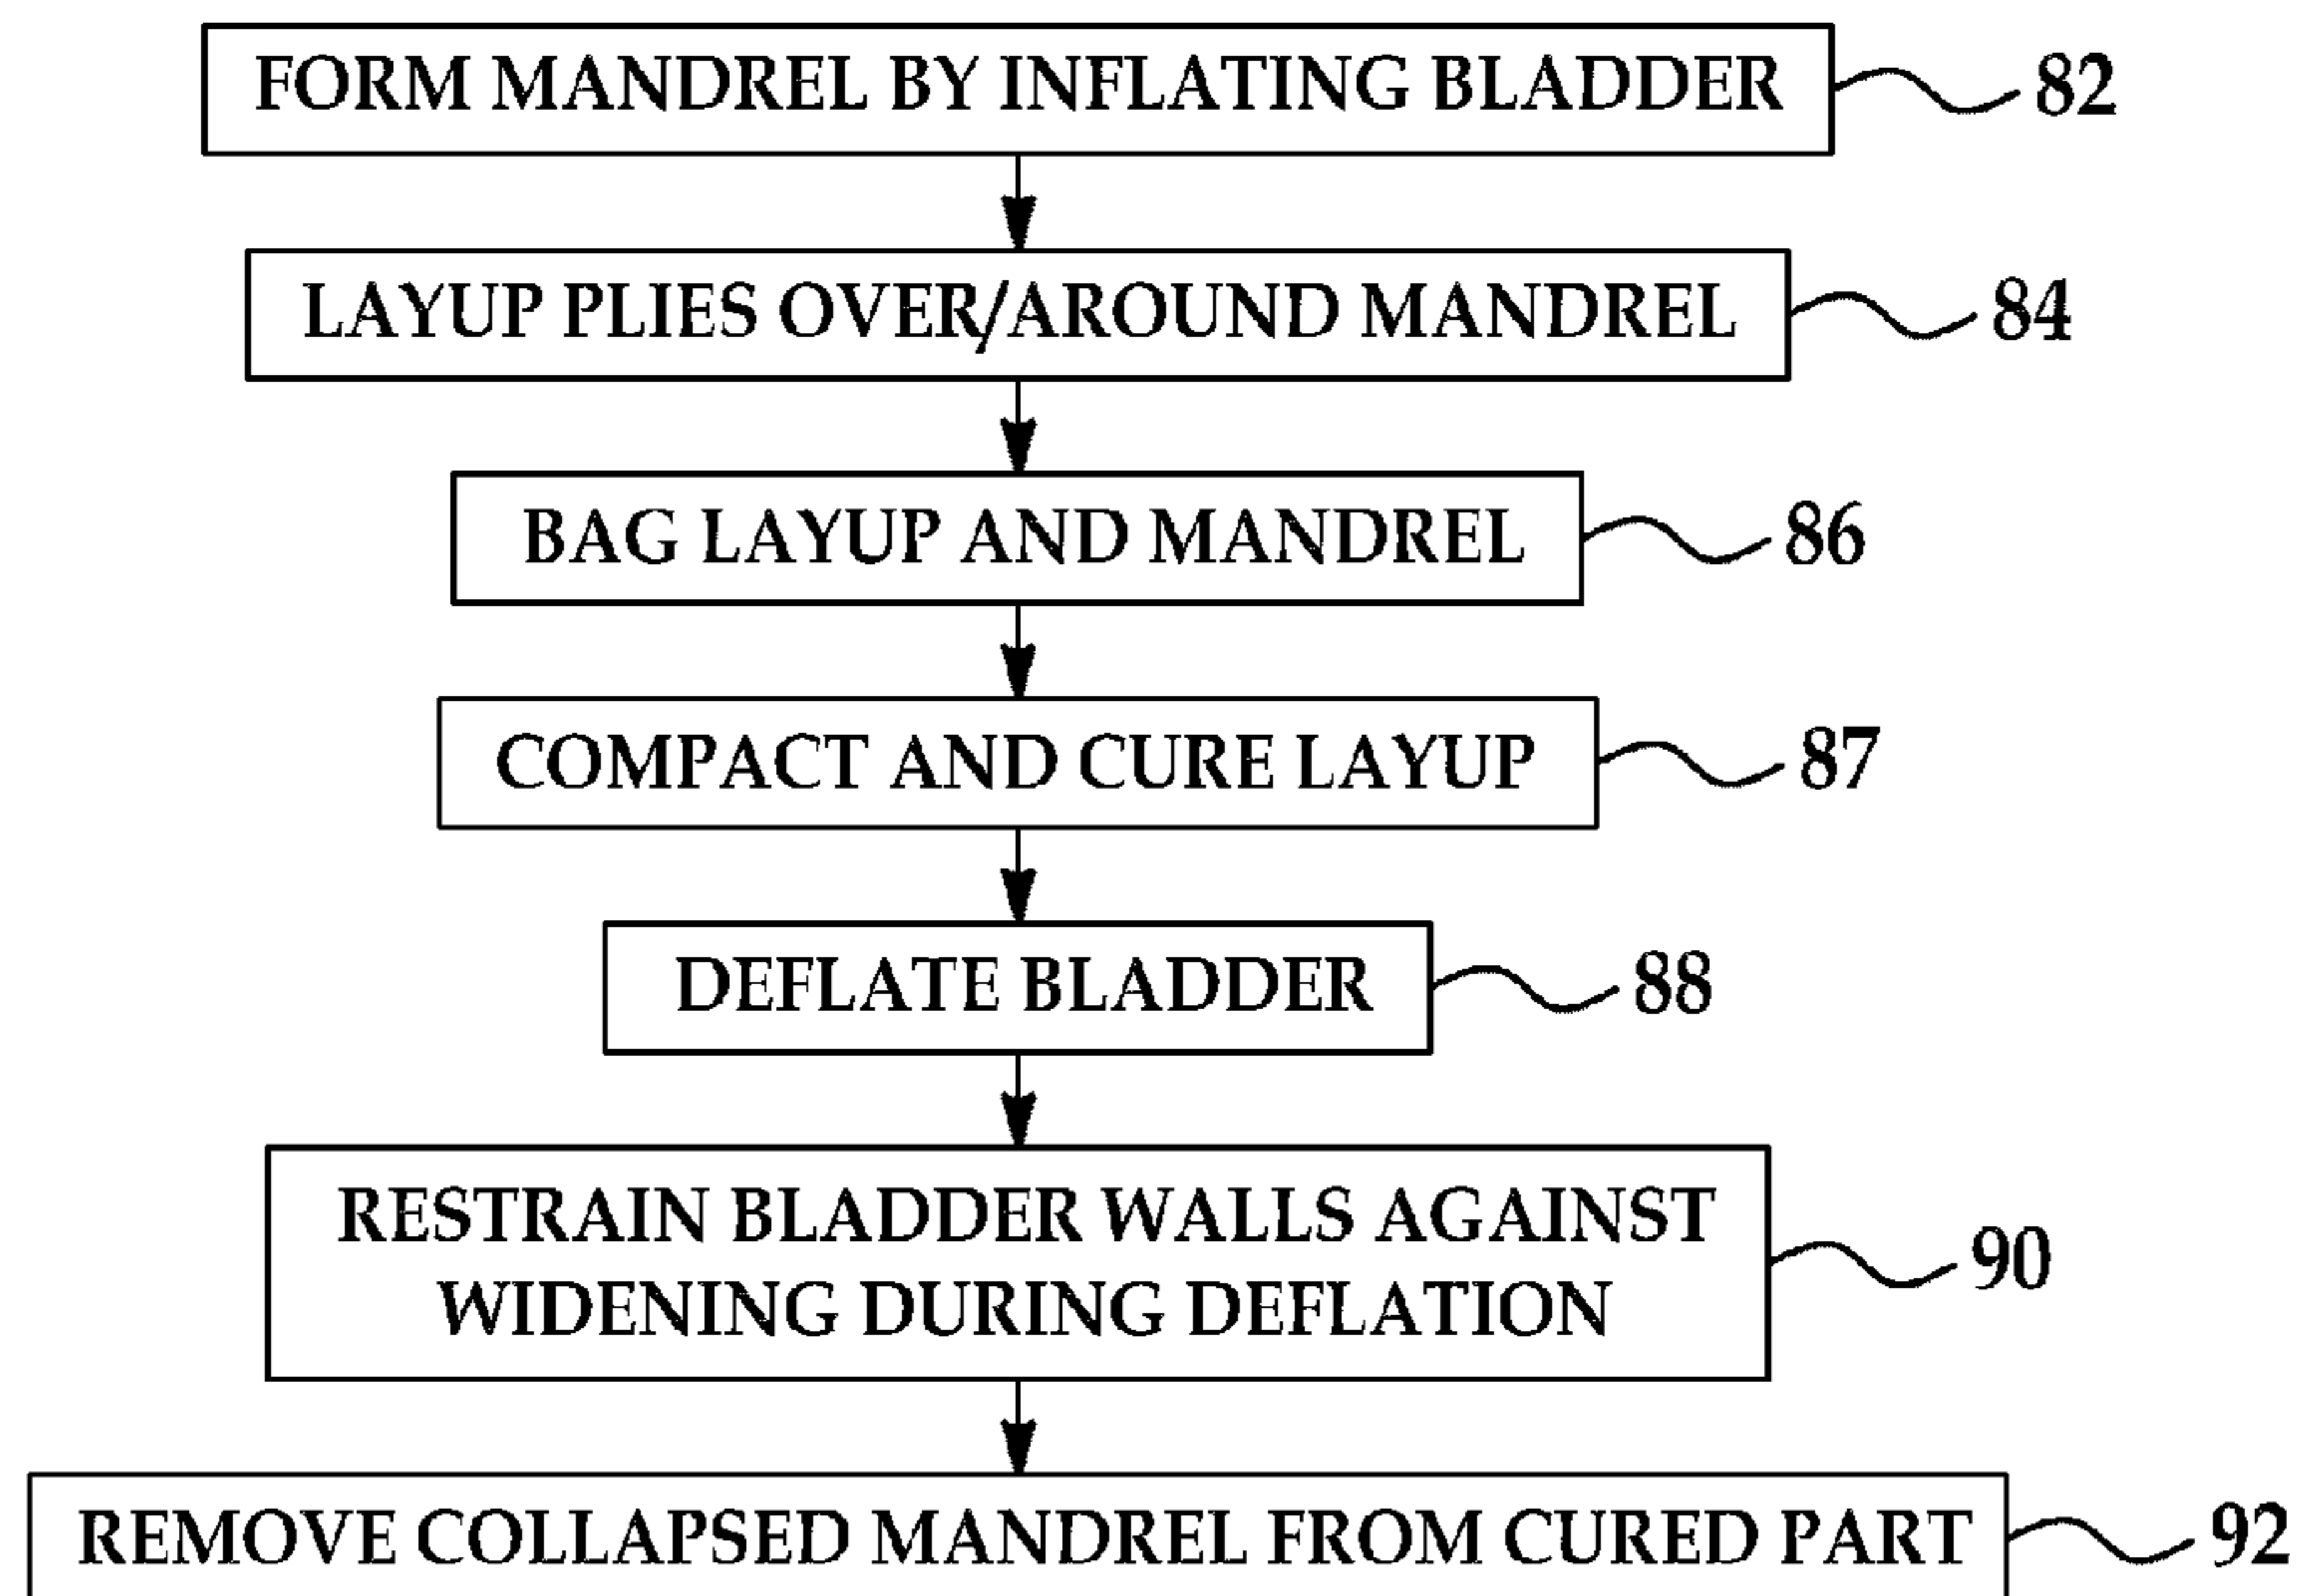 FORM MANDREL BY INFLATING BLADDER 82
LAYUP PLIES OVER/AROUND MANDREL 84
BAG LAYUP AND MANDREL 86
COMPACT AND CURE LAYUP 87
DEFLATE BLADDER 88
RESTRAIN BLADDER WALLS AGAINST
WIDENING DURING DEFLATION 90
REMOVE COLLAPSED MANDREL FROM CURED PART 92